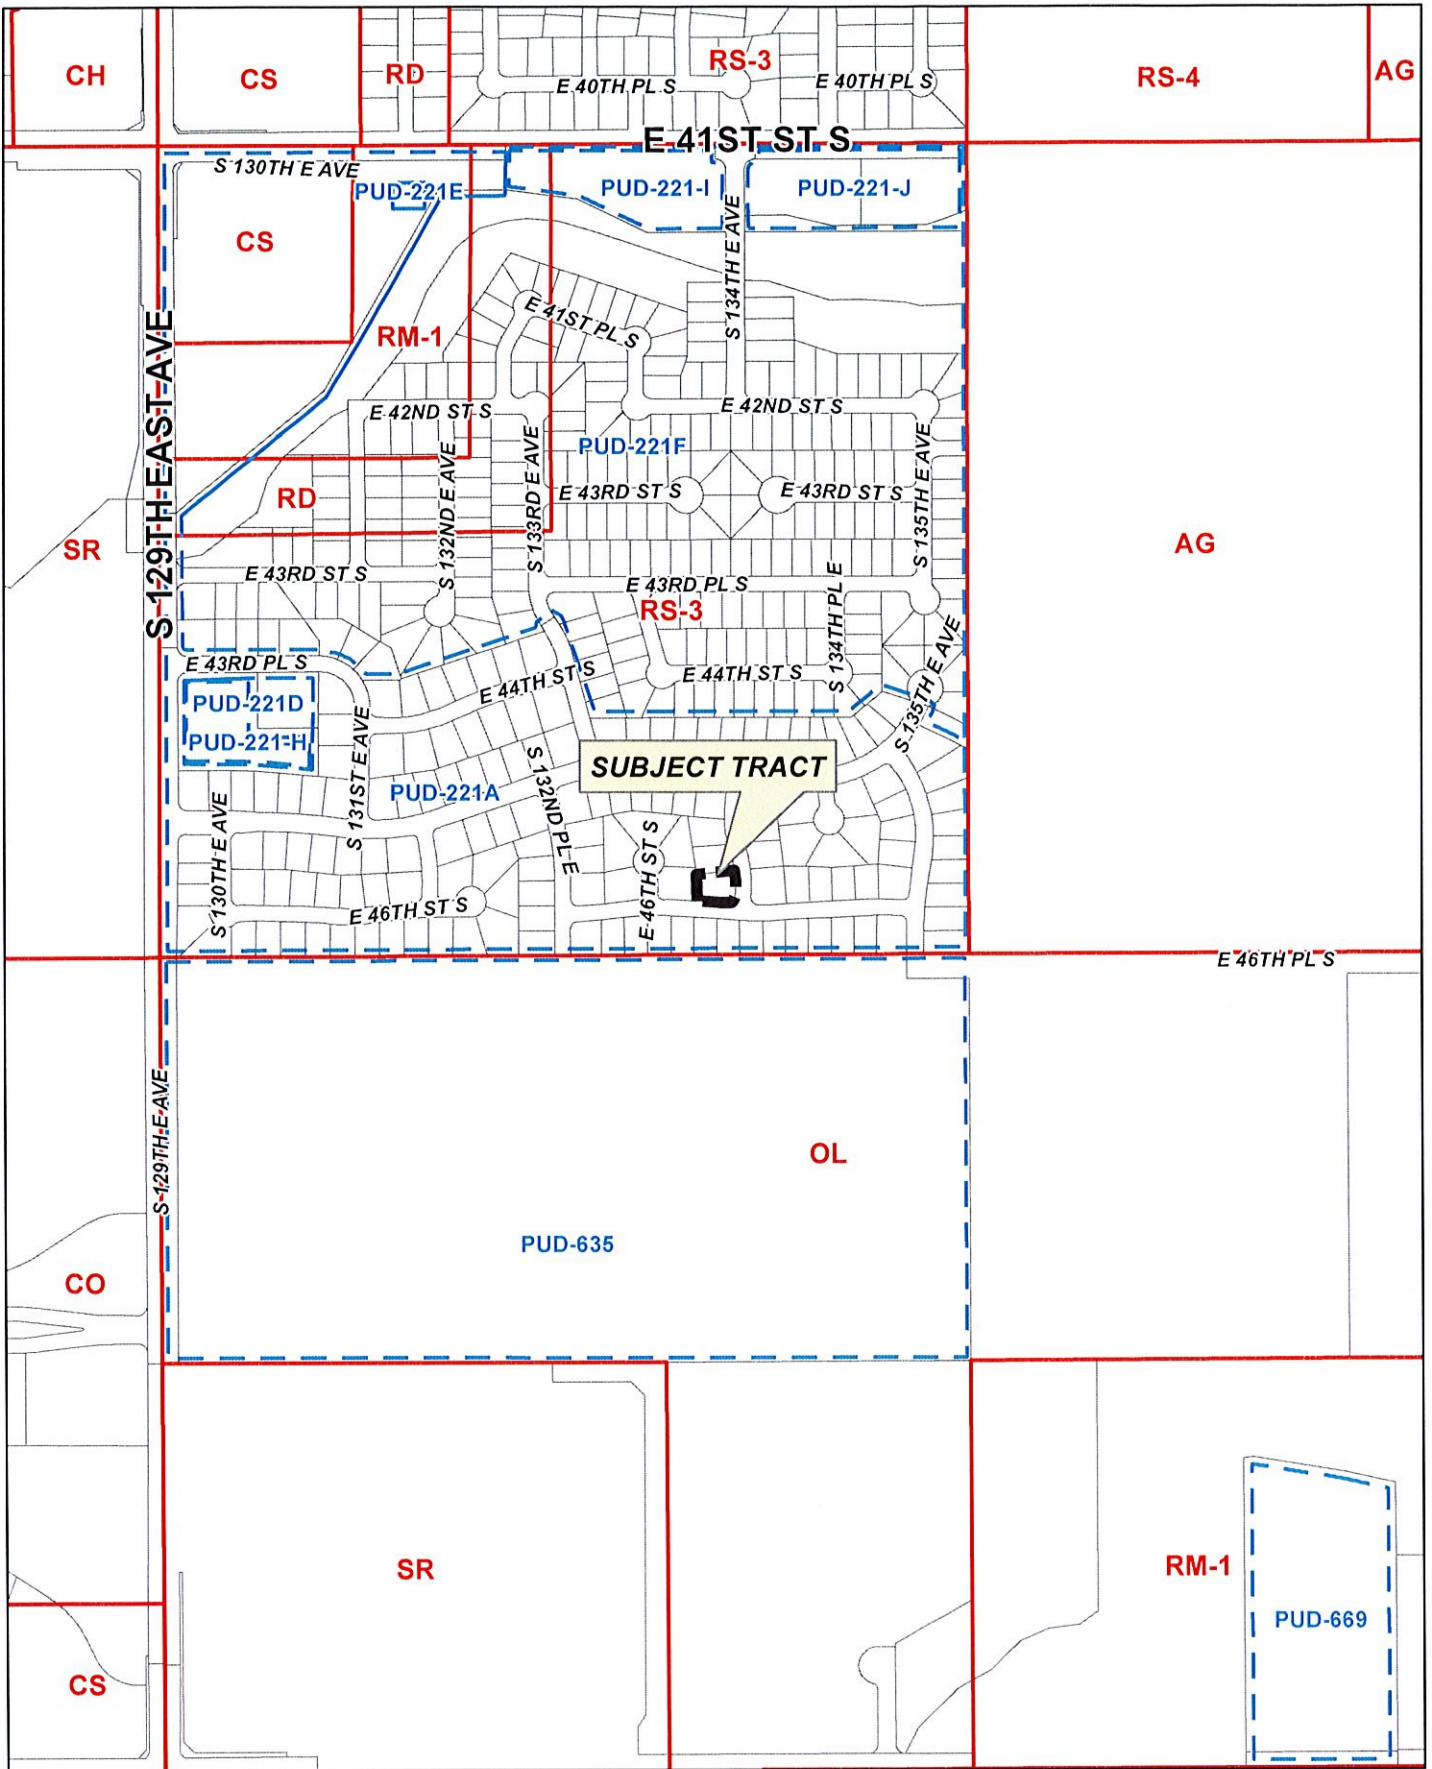 CH
CS
RD
RS-3
E 40TH PL S
E 40TH PL S
RS-4
AG
E 41ST ST S
S 130TH E AVE
PUD-221E
PUD-221-I
PUD-221-J
CS
S 134TH E AVE
E 41ST PL S
RM-1
S 129TH EAST AVE
E 42ND ST S
E 42ND ST S
PUD-221F
S 132ND E AVE
S 133RD E AVE
S 135TH E AVE
RD
E 43RD ST S
E 43RD ST S
SR
AG
E 43RD ST S
E 43RD PL S
RS-3
S 134TH PL E
E 43RD PL S
E 44TH ST S
E 44TH ST S
S 135TH E AVE
PUD-221D
PUD-221-H
S 131ST E AVE
S 132ND PL E
SUBJECT TRACT
PUD-221A
S 130TH E AVE
E 46TH ST S
E 46TH ST S
E 46TH PL S
S 129TH E AVE
OL
PUD-635
CO
SR
RM-1
PUD-669
CS